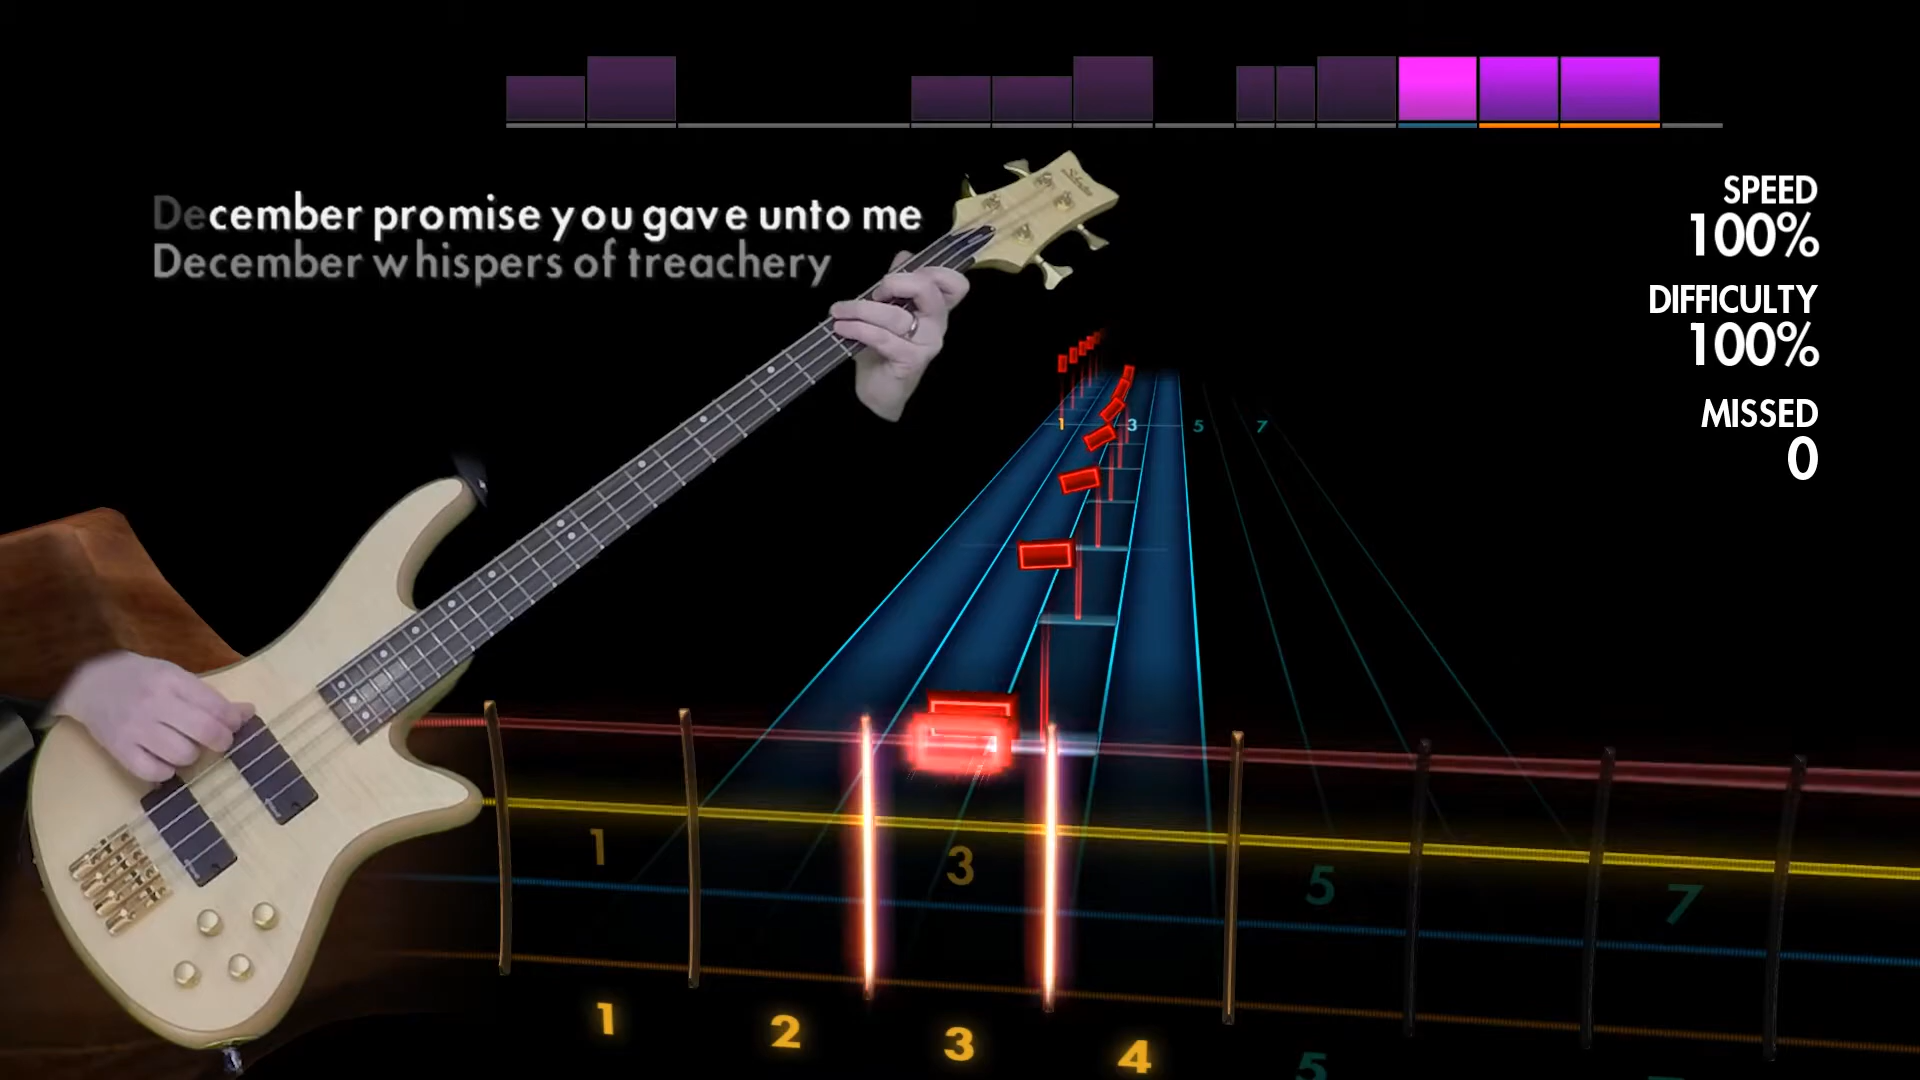 December promise you gave unto me
December whispers of treachery
SPEED
100%
DIFFICULTY
100%
MISSED
0
1 3 5 7
1 3 5 7
1 2 3 4 5